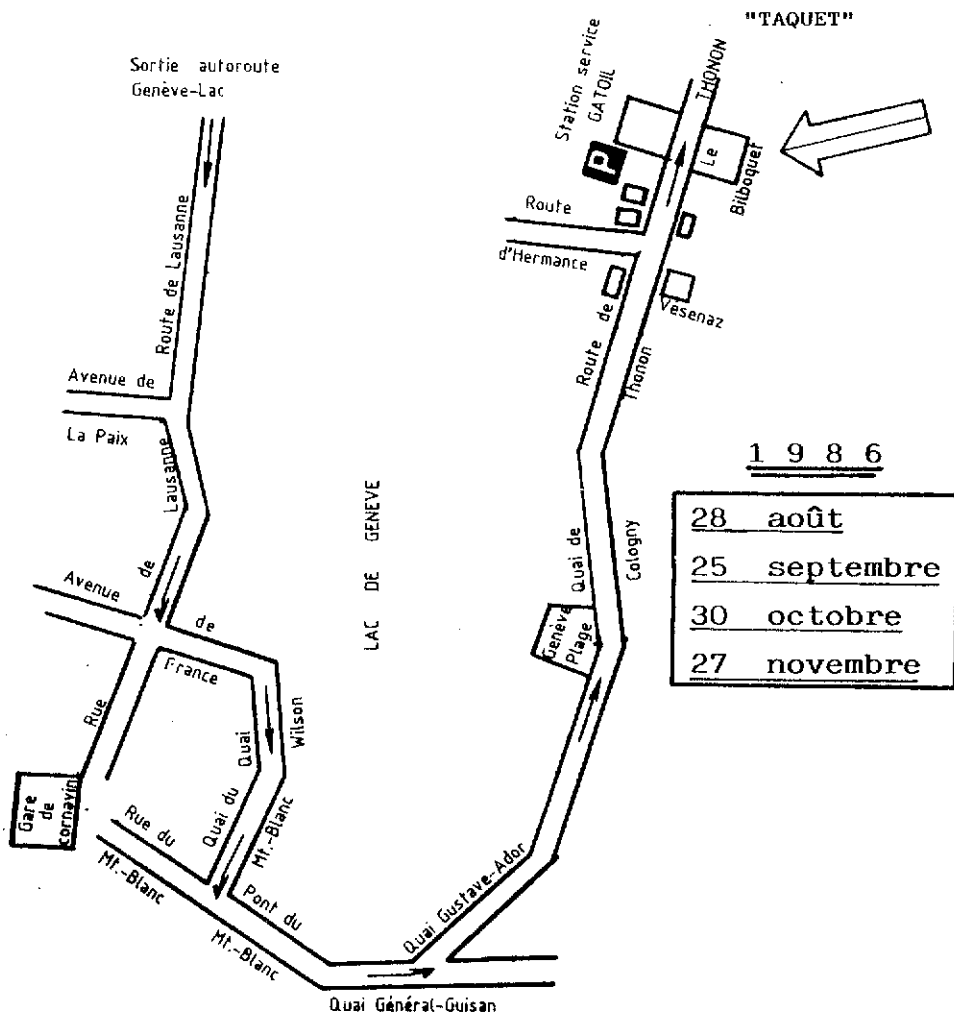 "TAQUET"
Sortie autoroute
Genève-Lac
Station service
GATOIL
THONON
P
Le
Bilboquet
Route
d'Hermance
Route de
Thonon
Vésenaz
Route de Lausanne
Avenue de
La Paix
Lausanne
de
Avenue
de
France
Rue
Gare
de
cornavin
Quai
Wilson
Quai du
Mt.-Blanc
Rue du
Mt.-Blanc
Pont du
Mt.-Blanc
LAC DE GENEVE
Quai de
Cologny
Genève
Plage
Quai Gustave-Ador
Quai Général-Guisan
1 9 8 6
28 août
25 septembre
30 octobre
27 novembre